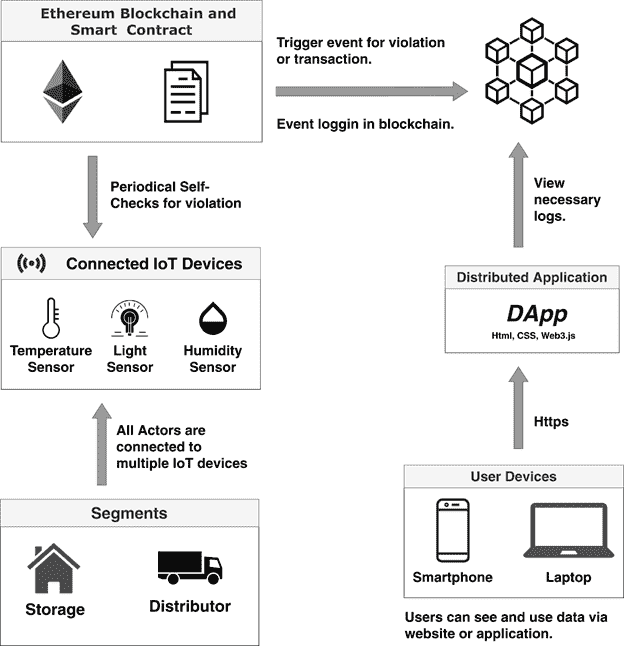 Ethereum Blockchain and
Smart Contract
Trigger event for violation
or transaction.
Event loggin in blockchain.
Periodical Self-
Checks for violation
View
necessary
logs.
Connected IoT Devices
Temperature
Sensor
Light
Sensor
Humidity
Sensor
Distributed Application
DApp
Html, CSS, Web3.js
All Actors are
connected to
multiple IoT devices
Https
Segments
Storage
Distributor
User Devices
Smartphone
Laptop
Users can see and use data via
website or application.